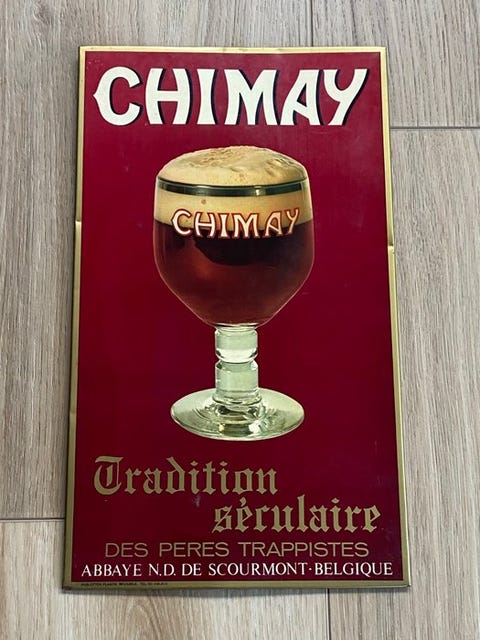 CHIMAY
CHIMAY
Tradition
séculaire
DES PERES TRAPPISTES
ABBAYE N.D. DE SCOURMONT·BELGIQUE